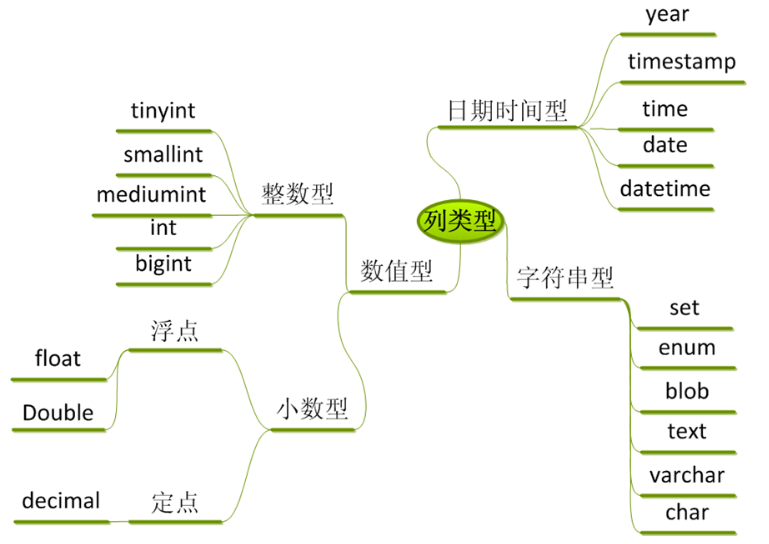 year
timestamp
日期时间型
time
date
datetime
tinyint
smallint
整数型
mediumint
int
bigint
列类型
数值型
字符串型
set
enum
blob
text
varchar
char
浮点
float
Double
小数型
decimal
定点